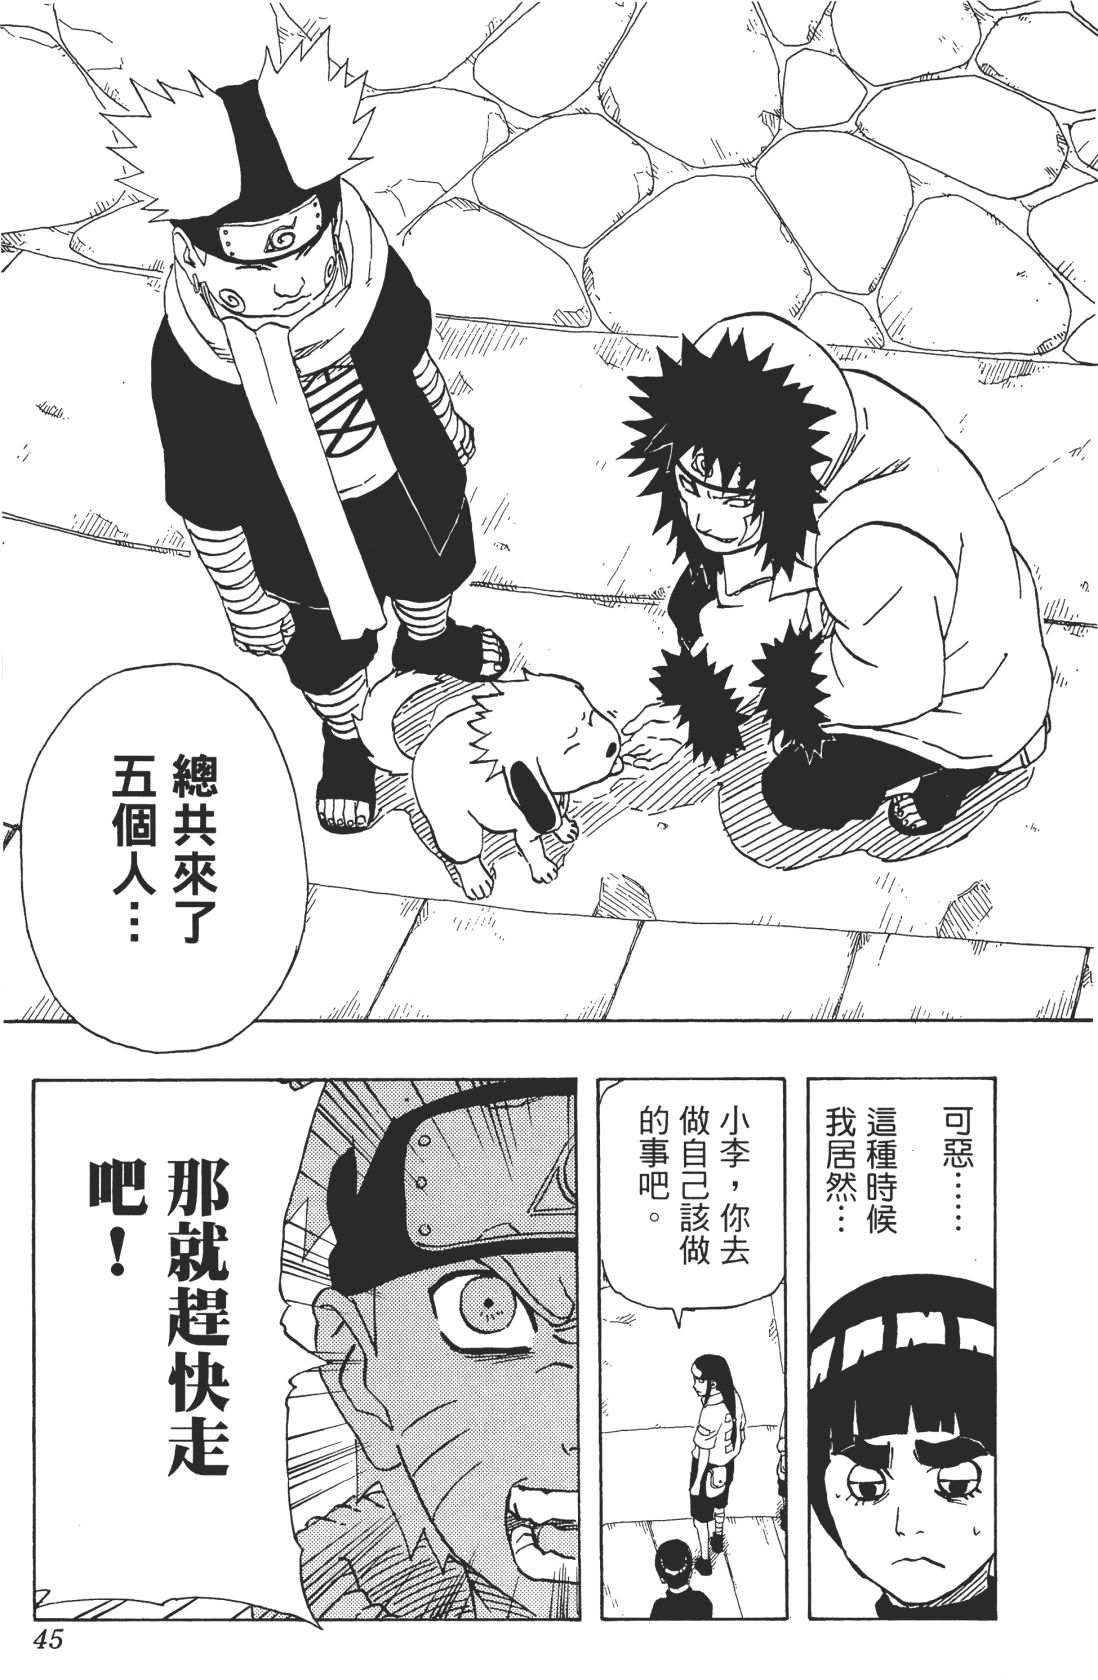 總共來了
五個人…
可惡……
這種時候
我居然…
小李，你去
做自己該做
的事吧。
那就趕快走
吧！
45